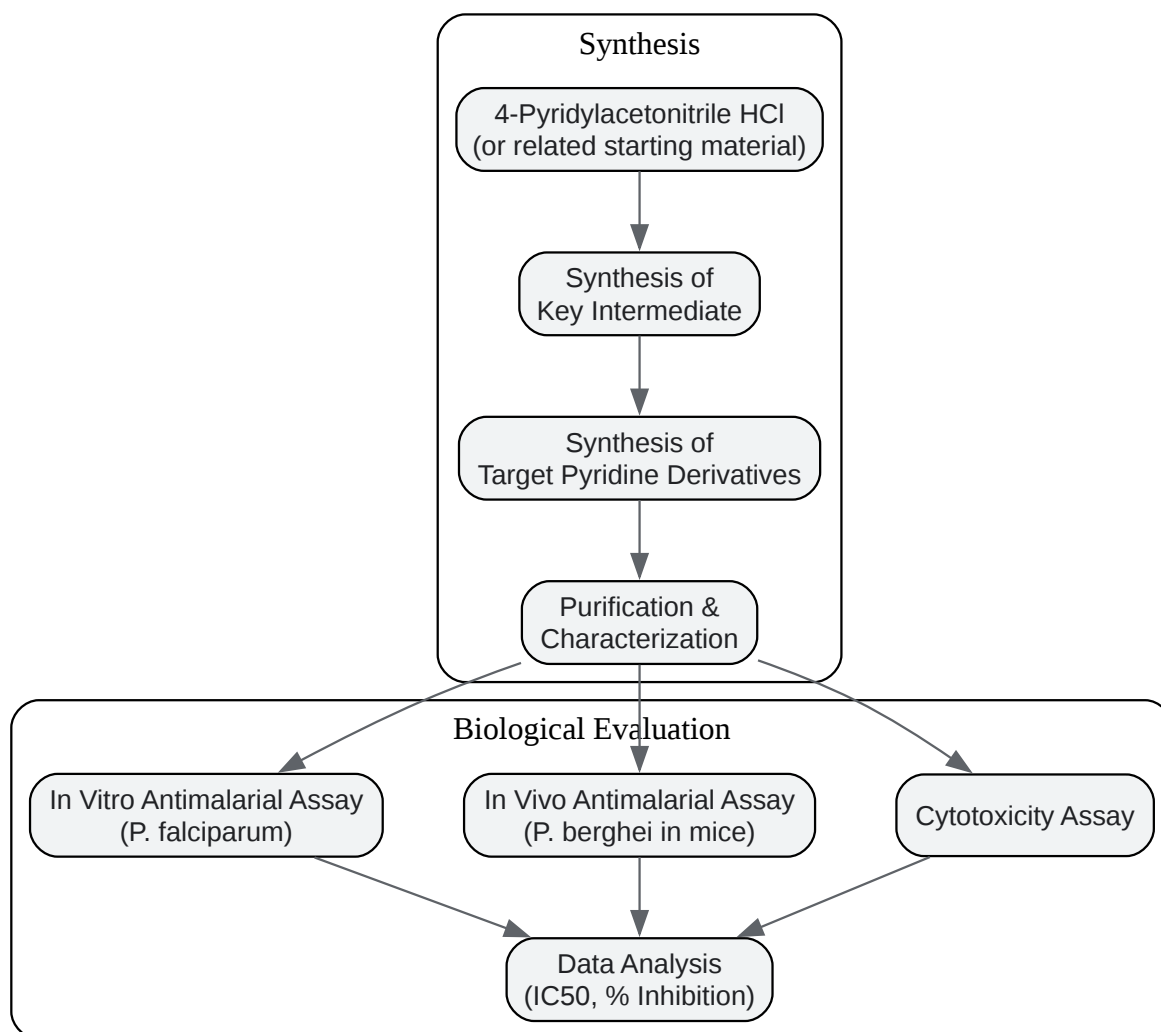 Synthesis
4-Pyridylacetonitrile HCl
(or related starting material)
Synthesis of
Key Intermediate
Synthesis of
Target Pyridine Derivatives
Purification &
Characterization
Biological Evaluation
In Vitro Antimalarial Assay
(P. falciparum)
In Vivo Antimalarial Assay
(P. berghei in mice)
Cytotoxicity Assay
Data Analysis
(IC50, % Inhibition)